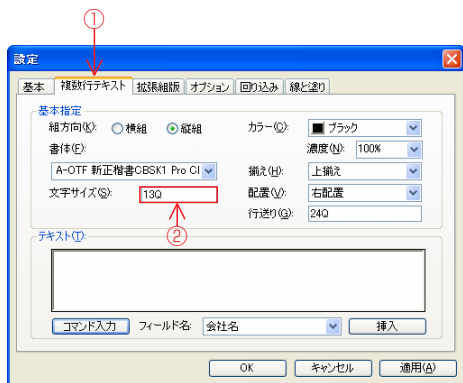 ①
設定
基本 複数行テキスト 拡張組版 オプション 回り込み 線と塗り
基本指定
組方向(K): 横組 縦組 カラー(C): ブラック
書体(F): 濃度(N): 100%
A-OTF 新正楷書CBSK1 Pro Cl 揃え(H): 上揃え
文字サイズ(S): 13Q 配置(V): 右配置
② 行送り(G): 24Q
テキスト(T):
コマンド入力 フィールド名: 会社名 挿入
OK キャンセル 適用(A)